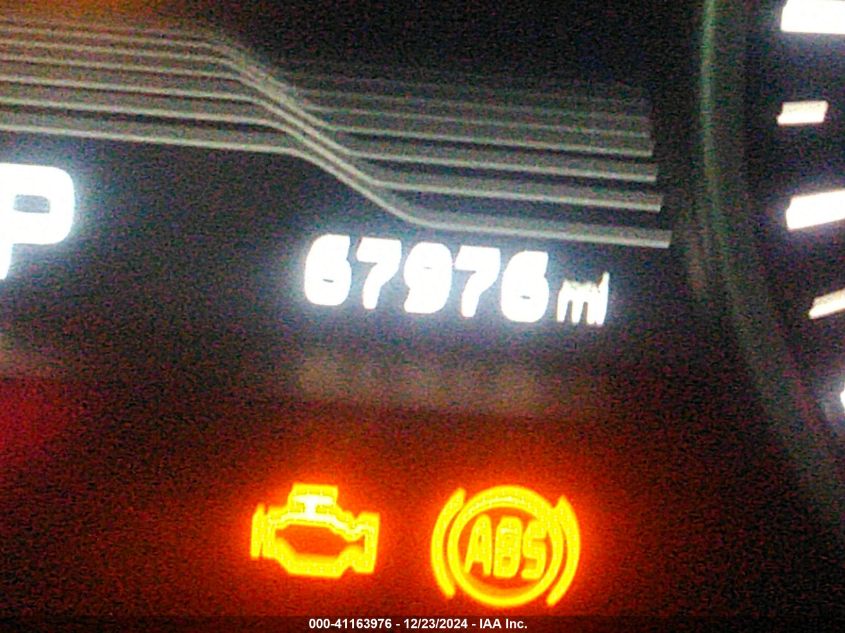 P
67976 mi
ABS
000-41163976 - 12/23/2024 - IAA Inc.